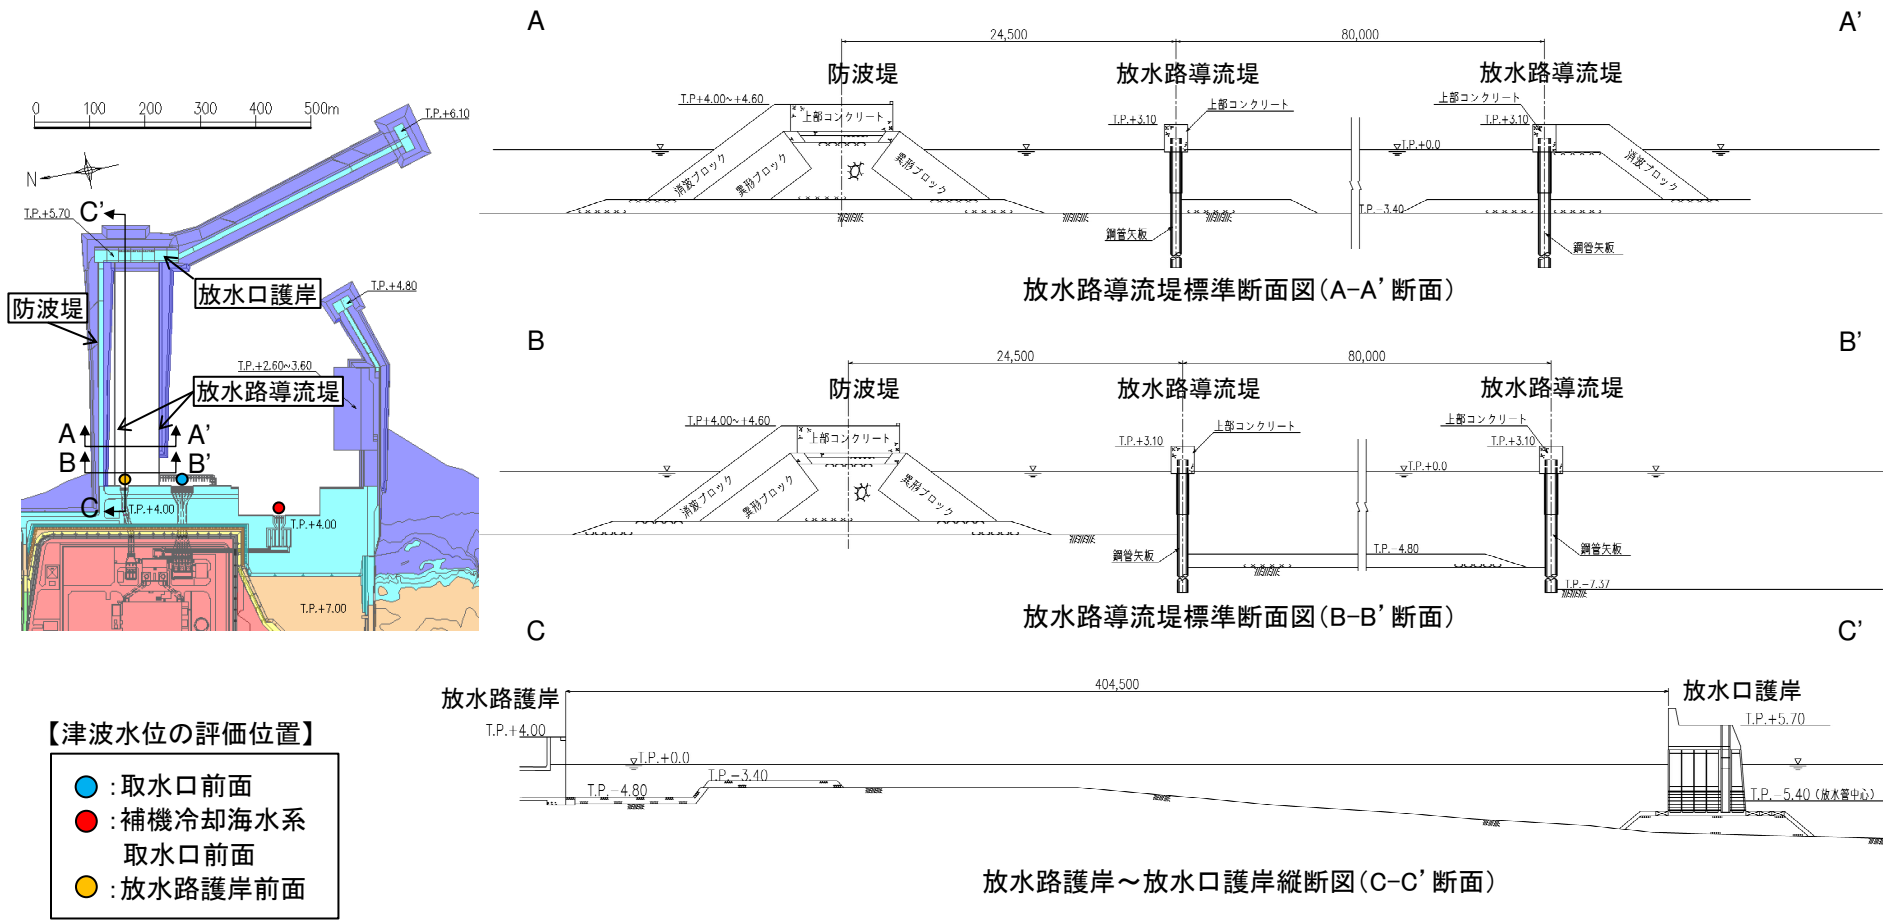 0 100 200 300 500m
N
T.P.+6.10
T.P.+5.70
C'
防波堤
放水口護岸
T.P.+4.80
T.P.+2.60~3.60
放水路導流堤
A A'
B B'
C
T.P.+4.00
T.P.+4.00
T.P.+7.00
【津波水位の評価位置】
:取水口前面
:補機冷却海水系
取水口前面
:放水路護岸前面
A A'
24,500 80,000
防波堤 放水路導流堤 放水路導流堤
T.P+4.00~+4.60 上部コンクリート 上部コンクリート 上部コンクリート
T.P.+3.10 T.P.+3.10
T.P.+0.0
消波ブロック 異形ブロック 異形ブロック 消波ブロック
T.P.-3.40
鋼管矢板 鋼管矢板
放水路導流堤標準断面図(A-A'断面)
B B'
24,500 80,000
防波堤 放水路導流堤 放水路導流堤
T.P+4.00~+4.60 上部コンクリート 上部コンクリート 上部コンクリート
T.P.+3.10 T.P.+3.10
T.P.+0.0
消波ブロック 異形ブロック 異形ブロック
鋼管矢板 T.P.-4.80 鋼管矢板
T.P.-7.37
放水路導流堤標準断面図(B-B'断面)
C C'
放水路護岸 404,500 放水口護岸
T.P.+4.00 T.P.+5.70
T.P.+0.0
T.P.-3.40
T.P.-4.80 T.P.-5.40(放水管中心)
放水路護岸~放水口護岸縦断図(C-C'断面)